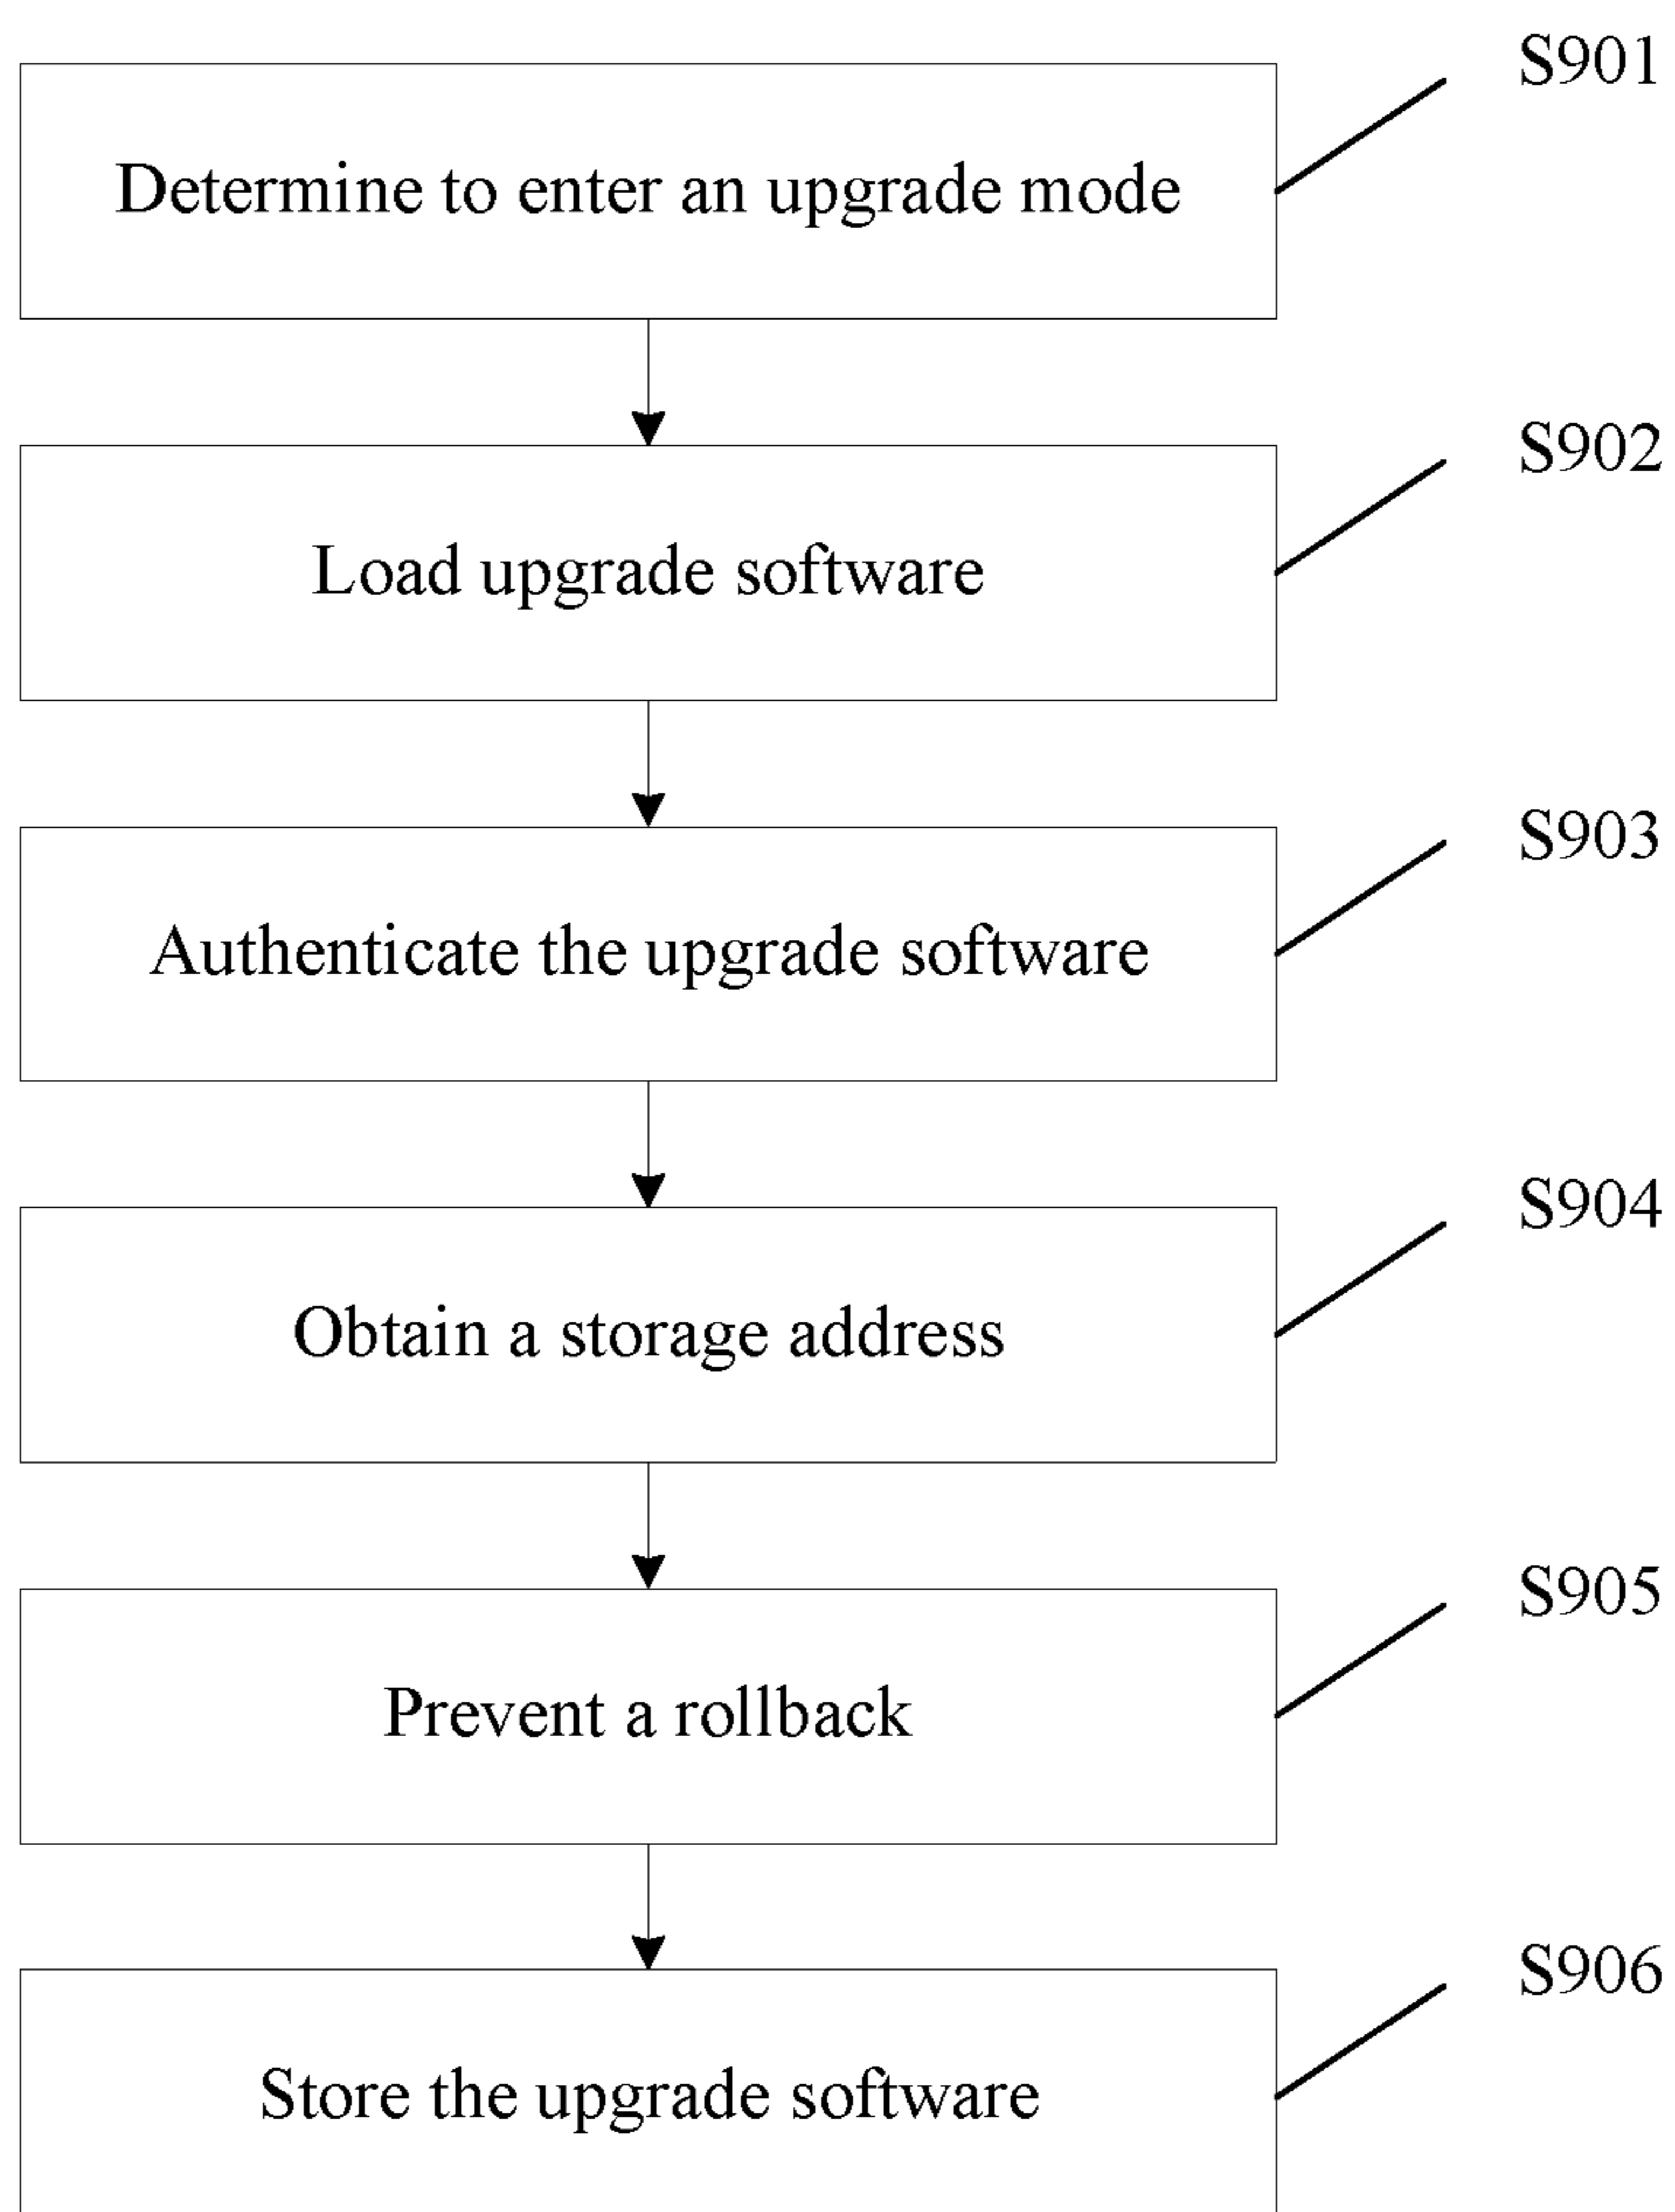 S901
Determine to enter an upgrade mode
S902
Load upgrade software
S903
Authenticate the upgrade software
S904
Obtain a storage address
S905
Prevent a rollback
S906
Store the upgrade software